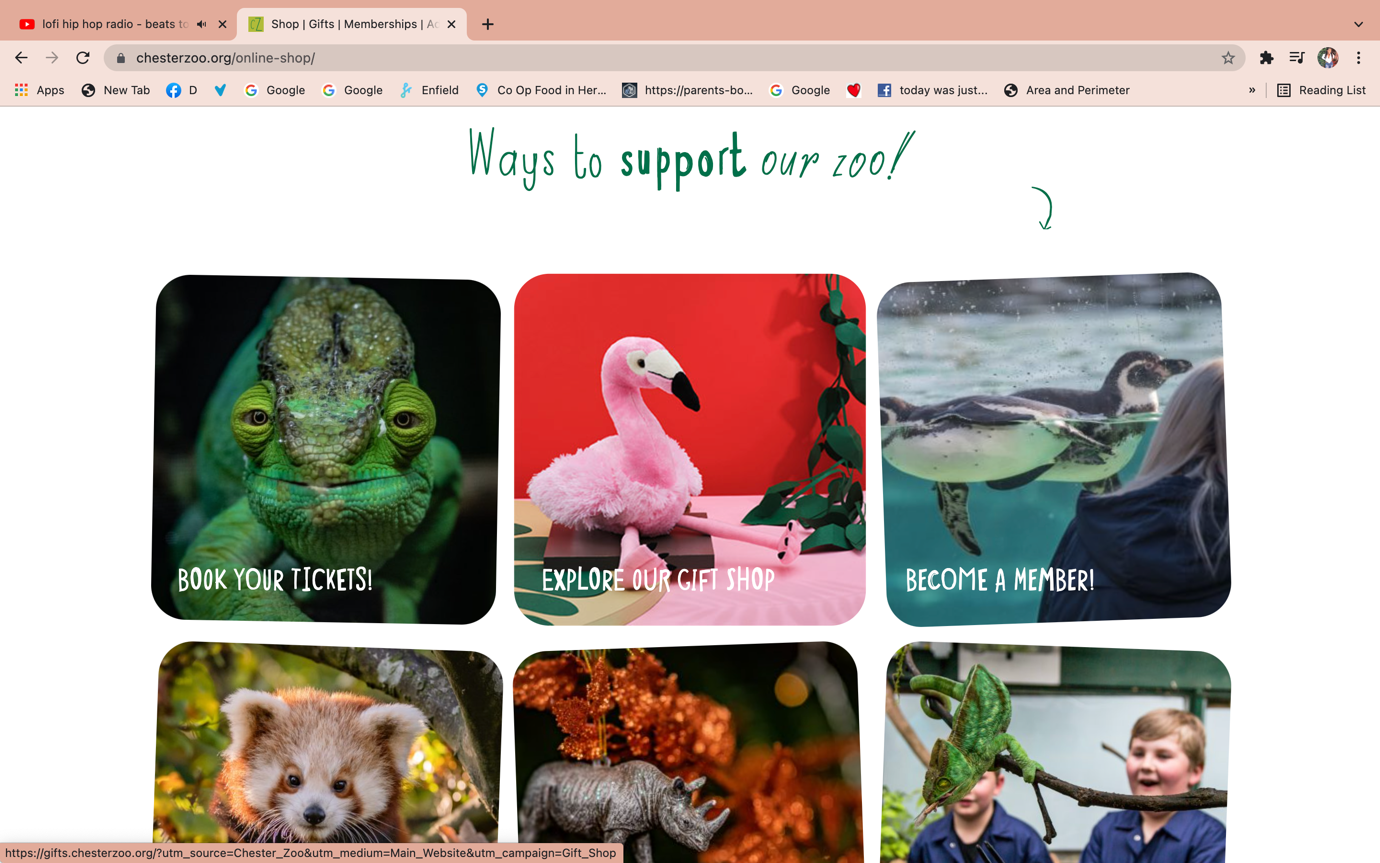 lofi hip hop radio - beats to
Shop | Gifts | Memberships | Ac
chesterzoo.org/online-shop/
Apps New Tab D Google Google Enfield Co Op Food in Her... https://parents-bo... Google today was just... Area and Perimeter » Reading List
Ways to support our zoo!
BOOK YOUR TICKETS!
EXPLORE OUR GIFT SHOP
BECOME A MEMBER!
https://gifts.chesterzoo.org/?utm_source=Chester_Zoo&utm_medium=Main_Website&utm_campaign=Gift_Shop